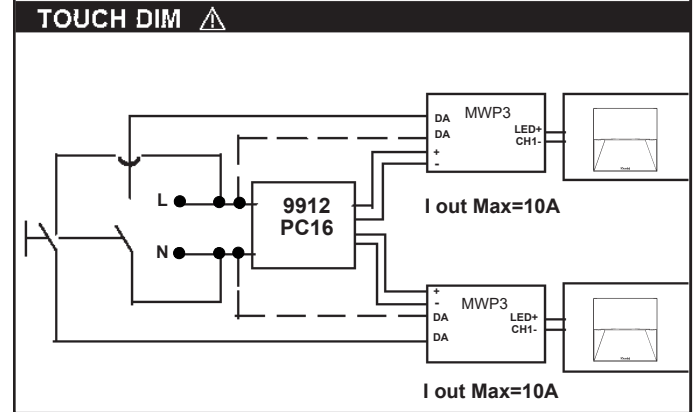 TOUCH DIM
DA
DA
+
-
MWP3
LED+
CH1-
I out Max=10A
L
N
9912
PC16
+
-
DA
DA
MWP3
LED+
CH1-
I out Max=10A